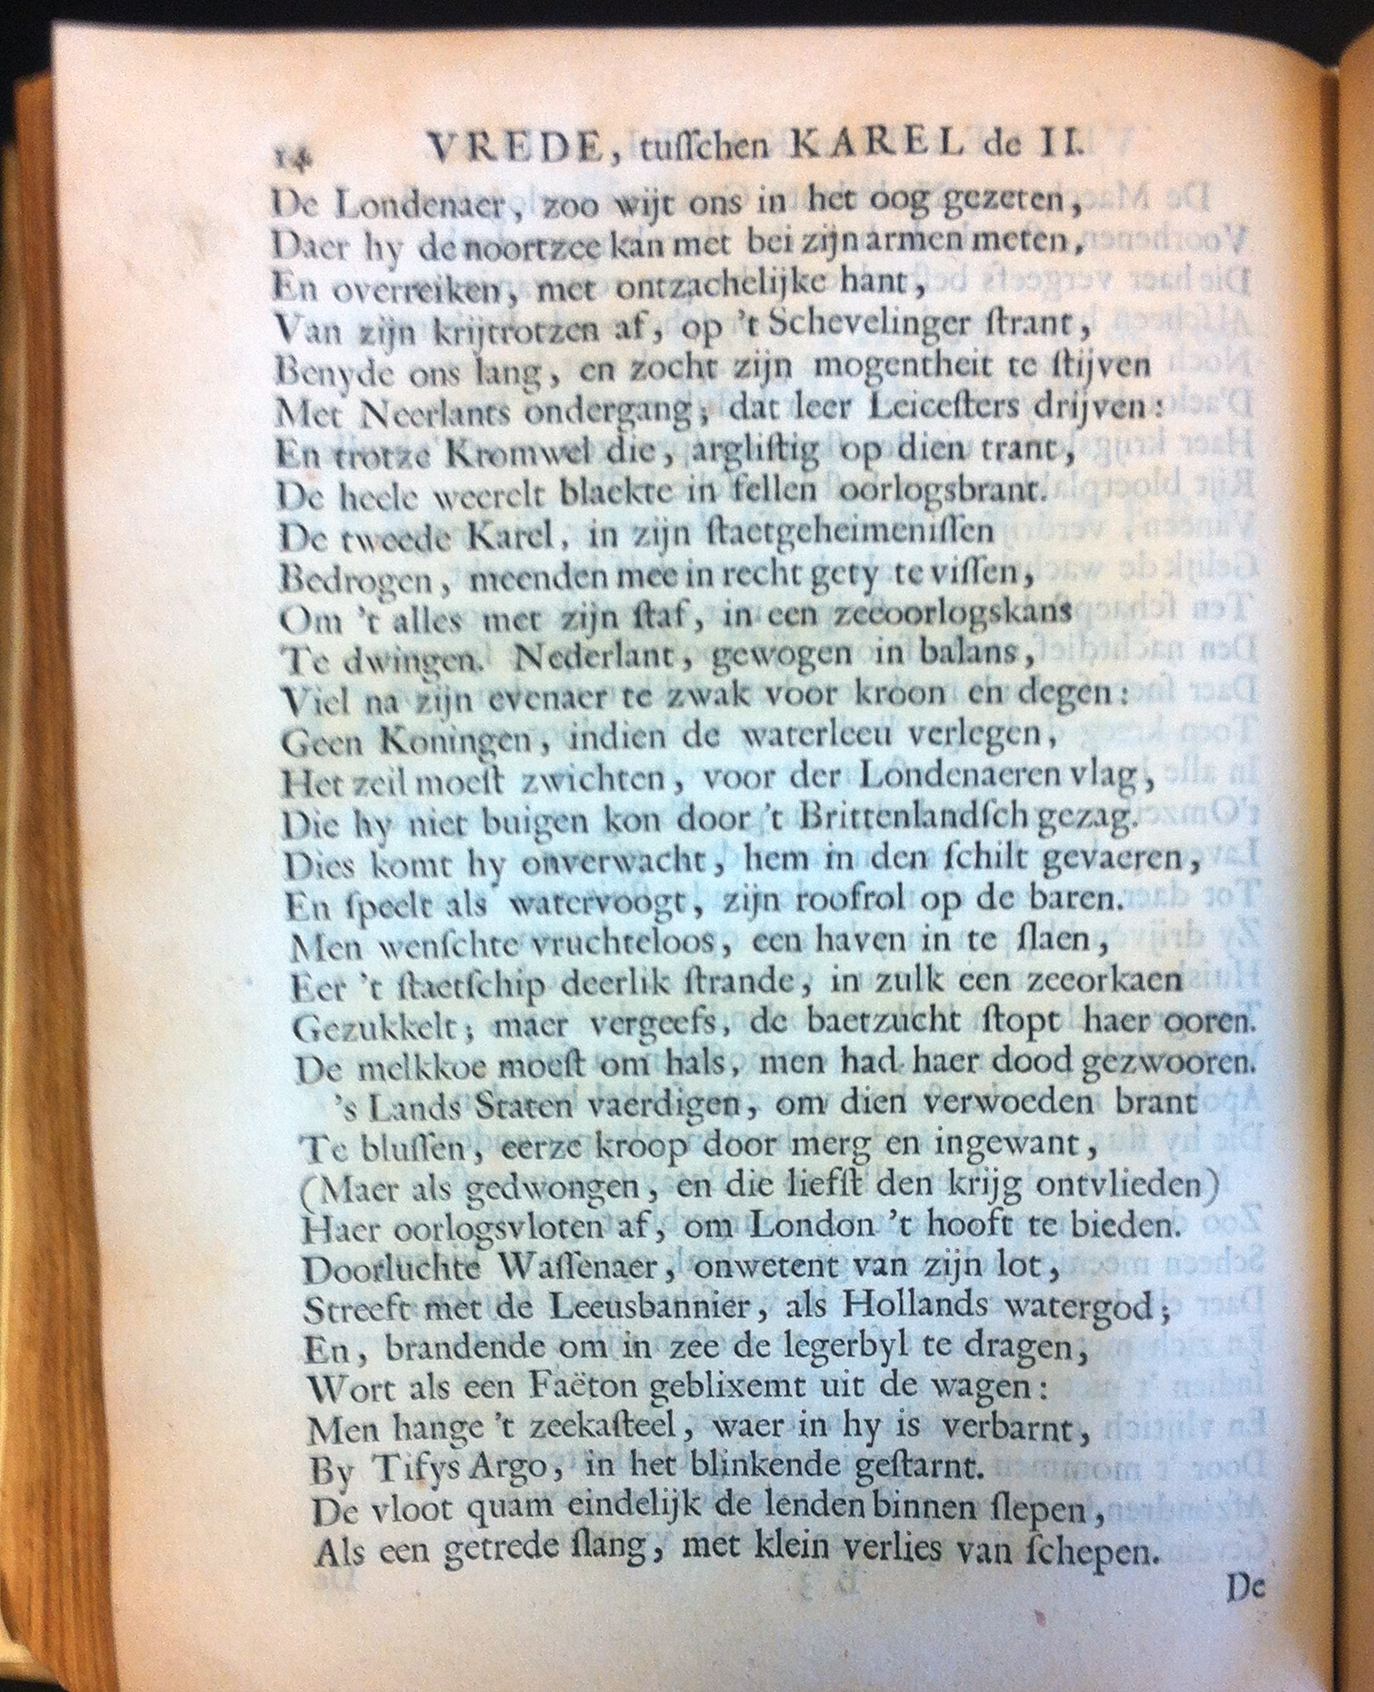 14 VREDE, tuſſchen KAREL de II.
De Londenaer, zoo wijt ons in het oog gezeten,
Daer hy de noortzee kan met bei zijn armen meten,
En overreiken, met ontzachelijke hant,
Van zijn krijtrotzen af, op 't Schevelinger ſtrant,
Benyde ons lang, en zocht zijn mogentheit te ſtijven
Met Neerlants ondergang; dat leer Leiceſters drijven:
En trotze Kromwel die, argliſtig op dien trant,
De heele weerelt blaekte in fellen oorlogsbrant.
De tweede Karel, in zijn ſtaetgeheimeniſſen
Bedrogen, meenden mee in recht gety te viſſen,
Om 't alles met zijn ſtaf, in een zeeoorlogskans
Te dwingen. Nederlant, gewogen in balans,
Viel na zijn evenaer te zwak voor kroon en degen:
Geen Koningen, indien de waterleeu verlegen,
Het zeil moeſt zwichten, voor der Londenaeren vlag,
Die hy niet buigen kon door 't Brittenlandſch gezag.
Dies komt hy onverwacht, hem in den ſchilt gevaeren,
En ſpeelt als watervoogt, zijn roofrol op de baren.
Men wenſchte vruchteloos, een haven in te ſlaen,
Eer 't ſtaetſchip deerlik ſtrande, in zulk een zeeorkaen
Gezukkelt; maer vergeefs, de baetzucht ſtopt haer ooren.
De melkkoe moeſt om hals, men had haer dood gezwooren.
's Lands Staten vaerdigen, om dien verwoeden brant
Te bluſſen, eerze kroop door merg en ingewant,
(Maer als gedwongen, en die liefſt den krijg ontvlieden)
Haer oorlogsvloten af, om London 't hooft te bieden.
Doorluchte Waſſenaer, onwetent van zijn lot,
Streeft met de Leeusbannier, als Hollands watergod;
En, brandende om in zee de legerbyl te dragen,
Wort als een Faëton geblixemt uit de wagen:
Men hange 't zeekaſteel, waer in hy is verbarnt,
By Tifys Argo, in het blinkende geſtarnt.
De vloot quam eindelijk de lenden binnen ſlepen,
Als een getrede ſlang, met klein verlies van ſchepen.
De